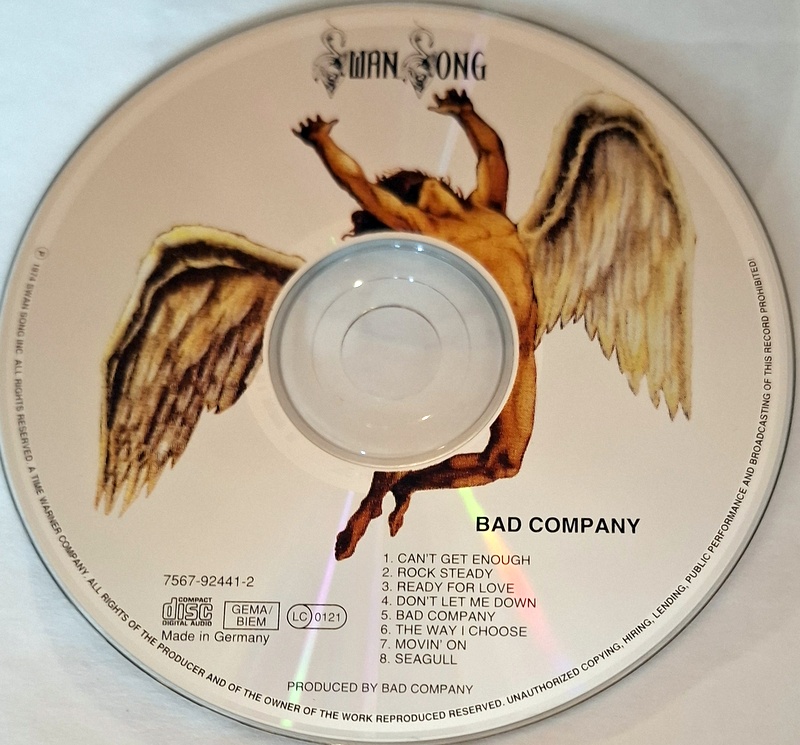 SWAN SONG
BAD COMPANY
1. CAN'T GET ENOUGH
2. ROCK STEADY
3. READY FOR LOVE
4. DON'T LET ME DOWN
5. BAD COMPANY
6. THE WAY I CHOOSE
7. MOVIN' ON
8. SEAGULL
7567-92441-2
COMPACT
disc
DIGITAL AUDIO
GEMA/
BIEM
LC 0121
Made in Germany
PRODUCED BY BAD COMPANY
℗ 1974 SWAN SONG INC. ALL RIGHTS RESERVED. A TIME WARNER COMPANY. ALL RIGHTS OF THE PRODUCER AND OF THE OWNER OF THE WORK REPRODUCED RESERVED. UNAUTHORIZED COPYING, HIRING, LENDING, PUBLIC PERFORMANCE AND BROADCASTING OF THIS RECORD PROHIBITED!